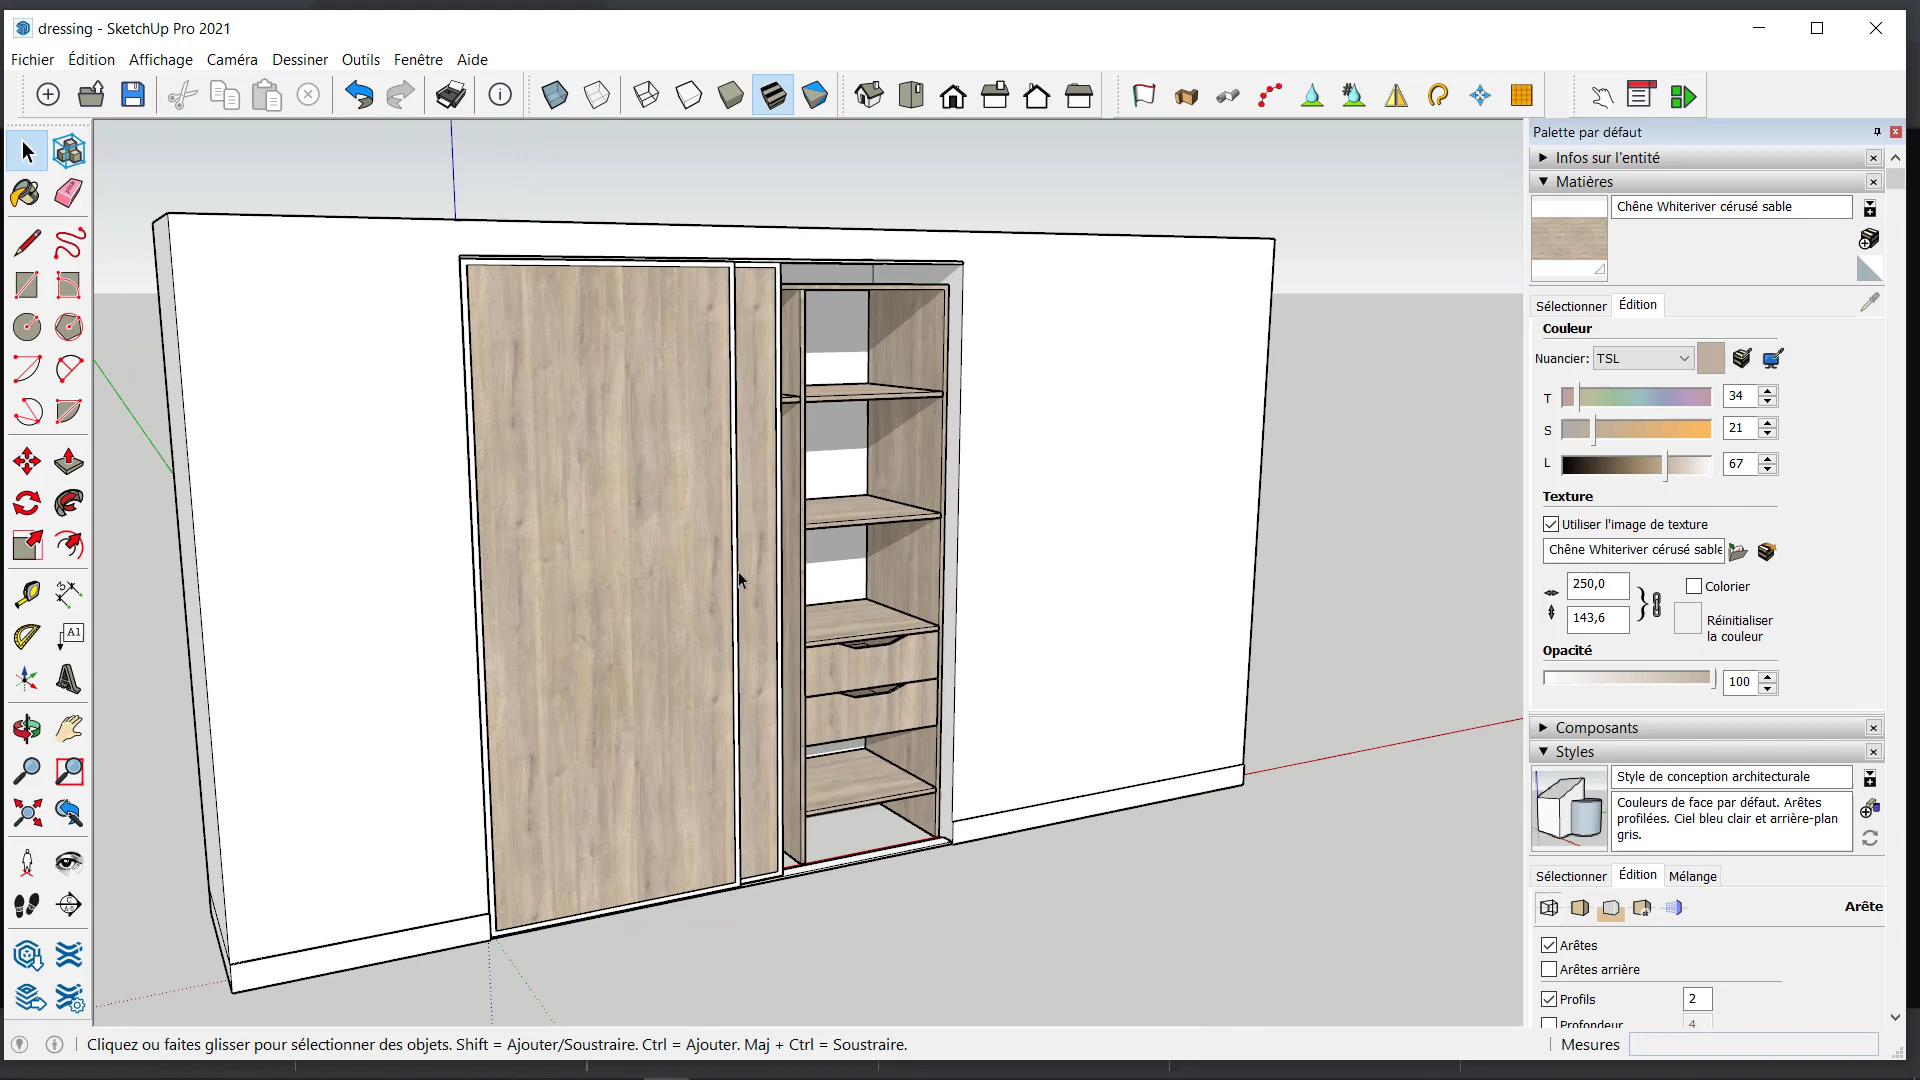 dressing - SketchUp Pro 2021
Fichier Édition Affichage Caméra Dessiner Outils Fenêtre Aide
Palette par défaut
Infos sur l'entité
Matières
Chêne Whiteriver cérusé sable
Sélectionner Édition
Couleur
Nuancier: TSL
T 34
S 21
L 67
Texture
Utiliser l'image de texture
Chêne Whiteriver cérusé sable
250,0 Colorier
143,6 Réinitialiser
la couleur
Opacité
100
Composants
Styles
Style de conception architecturale
Couleurs de face par défaut. Arêtes
profilées. Ciel bleu clair et arrière-plan
gris.
Sélectionner Édition Mélange
Arête
Arêtes
Arêtes arrière
Profils 2
Profondeur 4
A1
Cliquez ou faites glisser pour sélectionner des objets. Shift = Ajouter/Soustraire. Ctrl = Ajouter. Maj + Ctrl = Soustraire.
Mesures